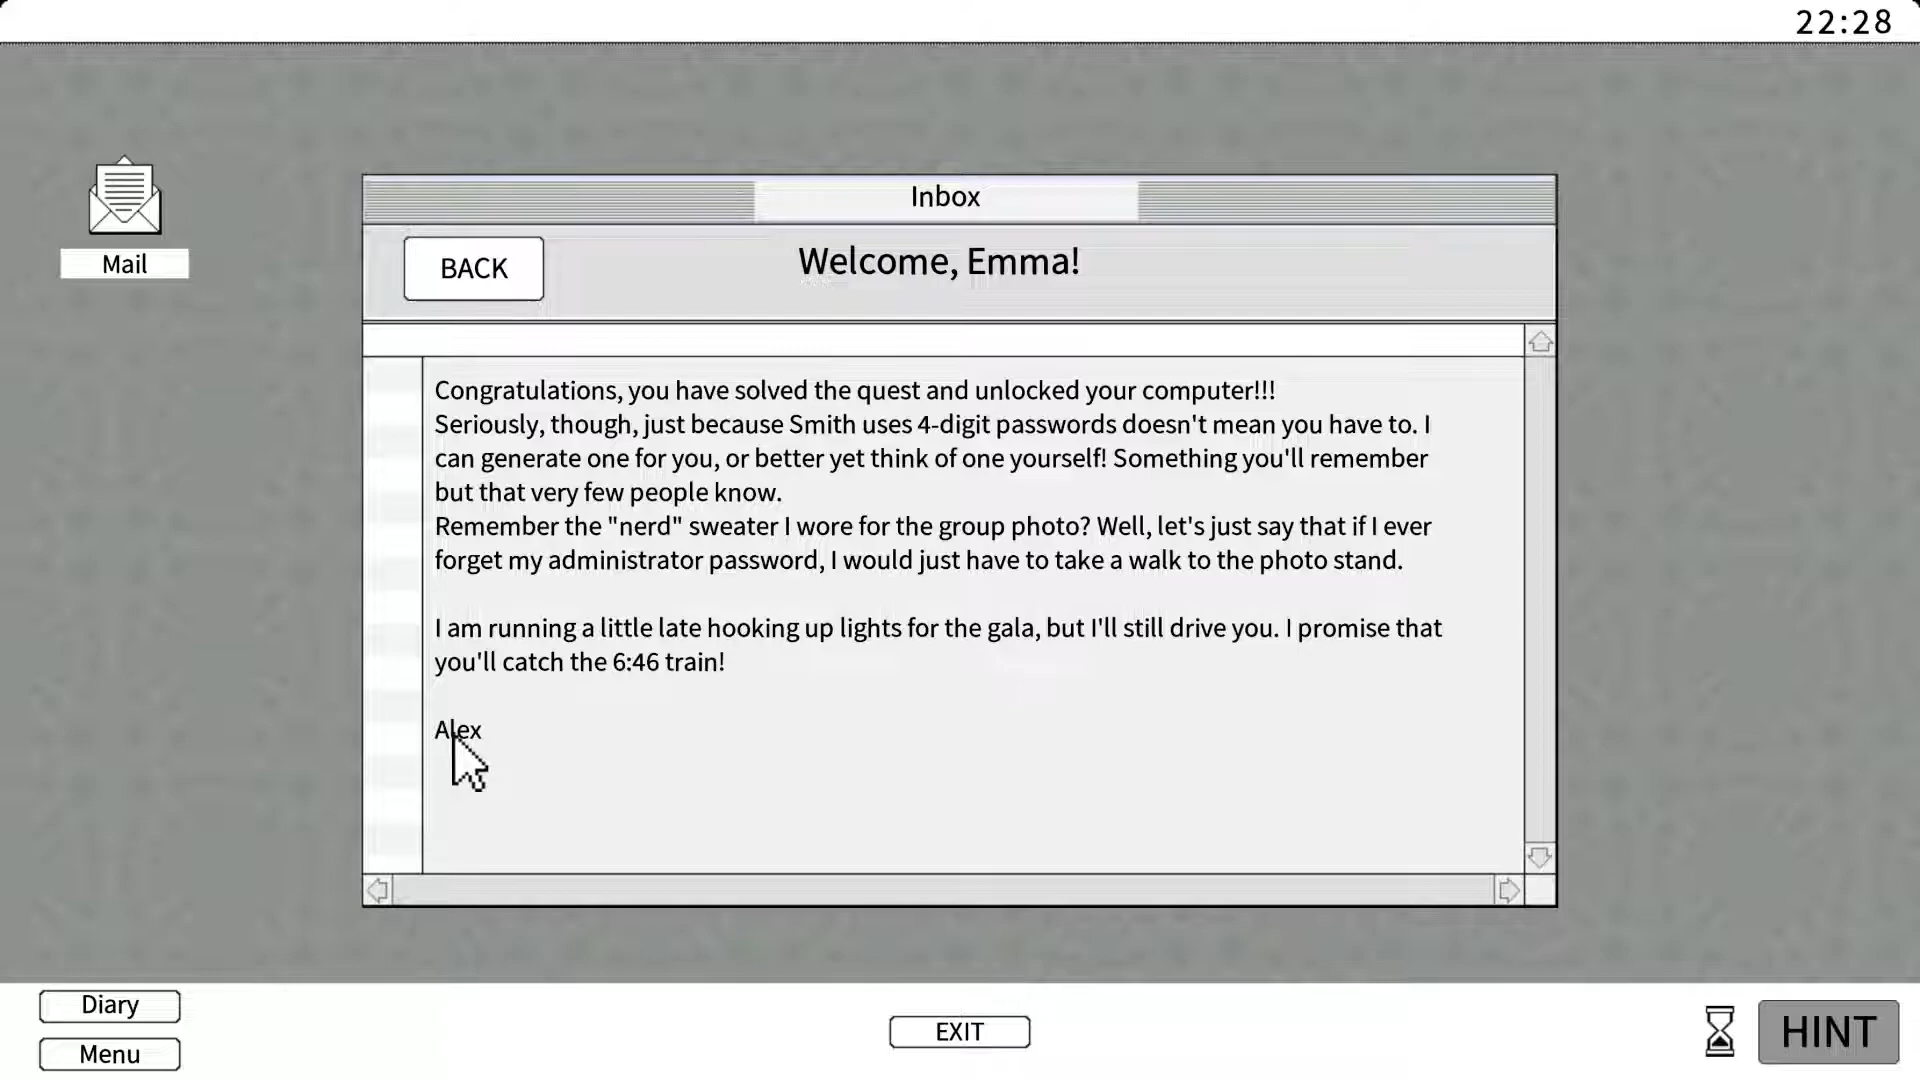 22:28
Mail
Inbox
BACK
Welcome, Emma!
Congratulations, you have solved the quest and unlocked your computer!!!
Seriously, though, just because Smith uses 4-digit passwords doesn't mean you have to. I
can generate one for you, or better yet think of one yourself! Something you'll remember
but that very few people know.
Remember the "nerd" sweater I wore for the group photo? Well, let's just say that if I ever
forget my administrator password, I would just have to take a walk to the photo stand.
I am running a little late hooking up lights for the gala, but I'll still drive you. I promise that
you'll catch the 6:46 train!
Alex
Diary
Menu
EXIT
HINT